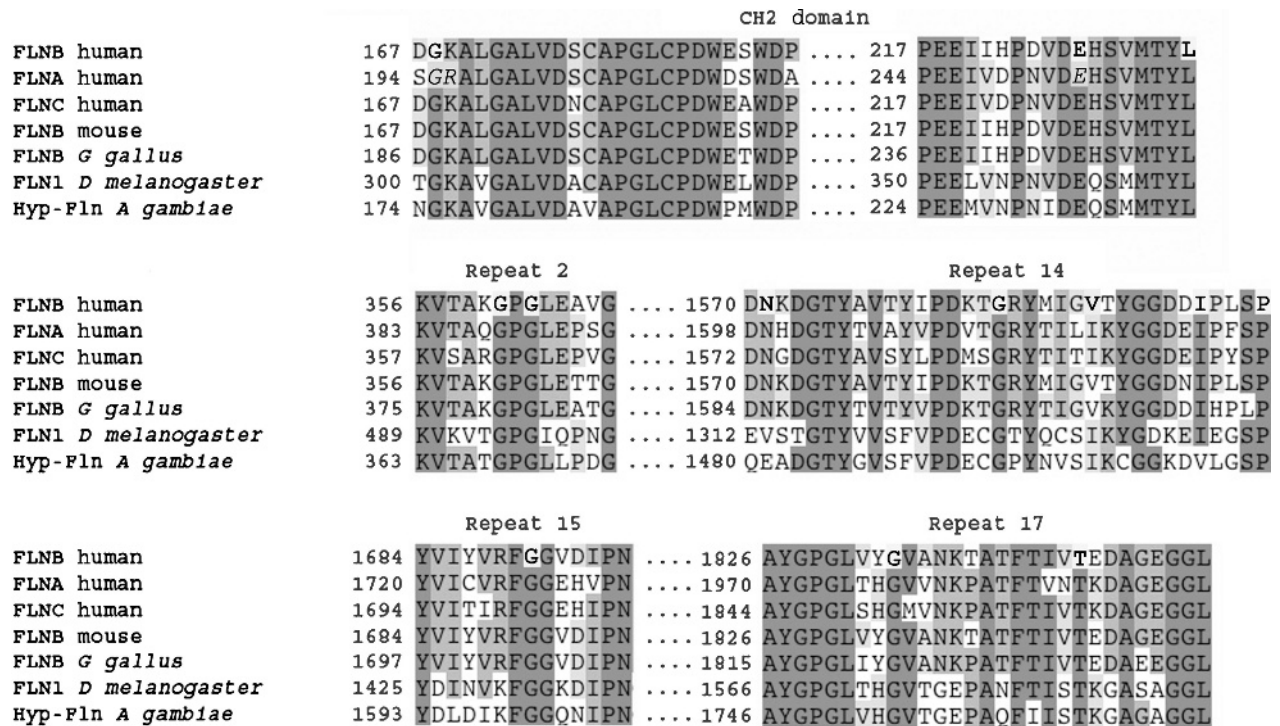 CH2 domain
FLNB human 167 DGKALGALVDSCAPGLCPDWESWDP .... 217 PEEIIHPDVDEHSVMTYL
FLNA human 194 SGRALGALVDSCAPGLCPDWDSWDA .... 244 PEEIVDPNVDEHSVMTYL
FLNC human 167 DGKALGALVDNCAPGLCPDWEAWDP .... 217 PEEIVDPNVDEHSVMTYL
FLNB mouse 167 DGKALGALVDSCAPGLCPDWESWDP .... 217 PEEIIHPDVDEHSVMTYL
FLNB G gallus 186 DGKALGALVDSCAPGLCPDWETWDP .... 236 PEEIIHPDVDEHSVMTYL
FLN1 D melanogaster 300 TGKAVGALVDACAPGLCPDWELWDP .... 350 PEELVNPNVDEQSMMTYL
Hyp-Fln A gambiae 174 NGKAVGALVDAVAPGLCPDWPMWDP .... 224 PEEMVNPNIDEQSMMTYL
Repeat 2 Repeat 14
FLNB human 356 KVTAKGPGLEAVG .... 1570 DNKDGTYAVTYIPDKTGRYMIGVTYGGDDIPLSP
FLNA human 383 KVTAQGPGLEPSG .... 1598 DNHDGTYTVAYVPDVTGRYTILIKYGGDEIPFSP
FLNC human 357 KVSARGPGLEPVG .... 1572 DNGDGTYAVSYLPDMSGRYTITIKYGGDEIPYSP
FLNB mouse 356 KVTAKGPGLETTG .... 1570 DNKDGTYAVTYIPDKTGRYMIGVTYGGDNIPLSP
FLNB G gallus 375 KVTAKGPGLEATG .... 1584 DNKDGTYTVTYVPDKTGRYTIGVKYGGDDIHPLP
FLN1 D melanogaster 489 KVKVTGPGIQPNG .... 1312 EVSTGTYVVSFVPDECGTYQCSIKYGDKEIEGSP
Hyp-Fln A gambiae 363 KVTATGPGLLPDG .... 1480 QEADGTYGVSFVPDECGPYNVSIKCGGKDVLGSP
Repeat 15 Repeat 17
FLNB human 1684 YVIYVRFGGVDIPN .... 1826 AYGPGLVYGVANKTATFTIVTEDAGEGGL
FLNA human 1720 YVICVRFGGEHVPN .... 1970 AYGPGLTHGVVNKPATFTVNTKDAGEGGL
FLNC human 1694 YVITIRFGGEHIPN .... 1844 AYGPGLSHGMVNKPATFTIVTKDAGEGGL
FLNB mouse 1684 YVIYVRFGGVDIPN .... 1826 AYGPGLVYGVANKTATFTIVTEDAGEGGL
FLNB G gallus 1697 YVIYVRFGGVDIPN .... 1815 AYGPGLIYGVANKPATFTIVTEDAEEGGL
FLN1 D melanogaster 1425 YDINVKFGGKDIPN .... 1566 AYGPGLTHGVTGEPANFTISTKGASAGGL
Hyp-Fln A gambiae 1593 YDLDIKFGGQNIPN .... 1746 AYGPGLVHGVTGEPAQFIISTKGAGAGGL